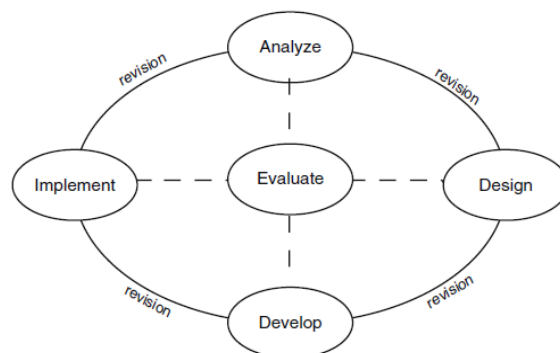 Analyze
revision
revision
Implement
Evaluate
Design
revision
revision
Develop